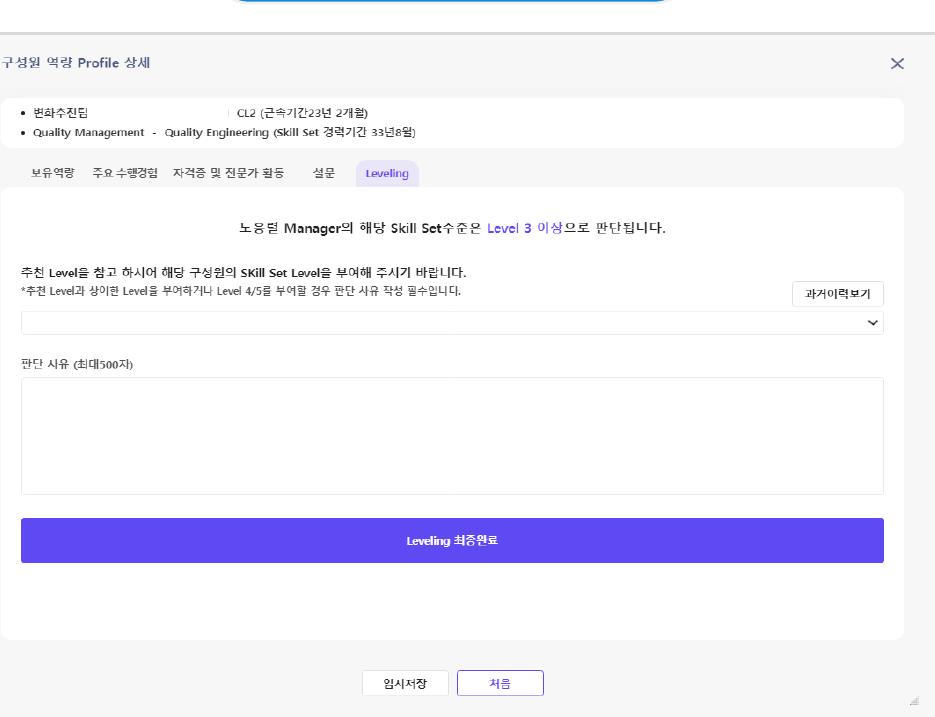 구성원 역량 Profile 상세
• 변화추진팀 | CL2 (근속기간23년 2개월)
• Quality Management - Quality Engineering (Skill Set 경력기간 33년8월)
보유역량 주요 수행경험 자격증 및 전문가 활동 설문 Leveling
노용렬 Manager의 해당 Skill Set수준은 Level 3 이상으로 판단됩니다.
추천 Level을 참고 하시어 해당 구성원의 SKill Set Level을 부여해 주시기 바랍니다.
*추천 Level과 상이한 Level을 부여하거나 Level 4/5를 부여할 경우 판단 사유 작성 필수입니다.
과거이력보기
판단 사유 (최대500자)
Leveling 최종완료
임시저장 처음